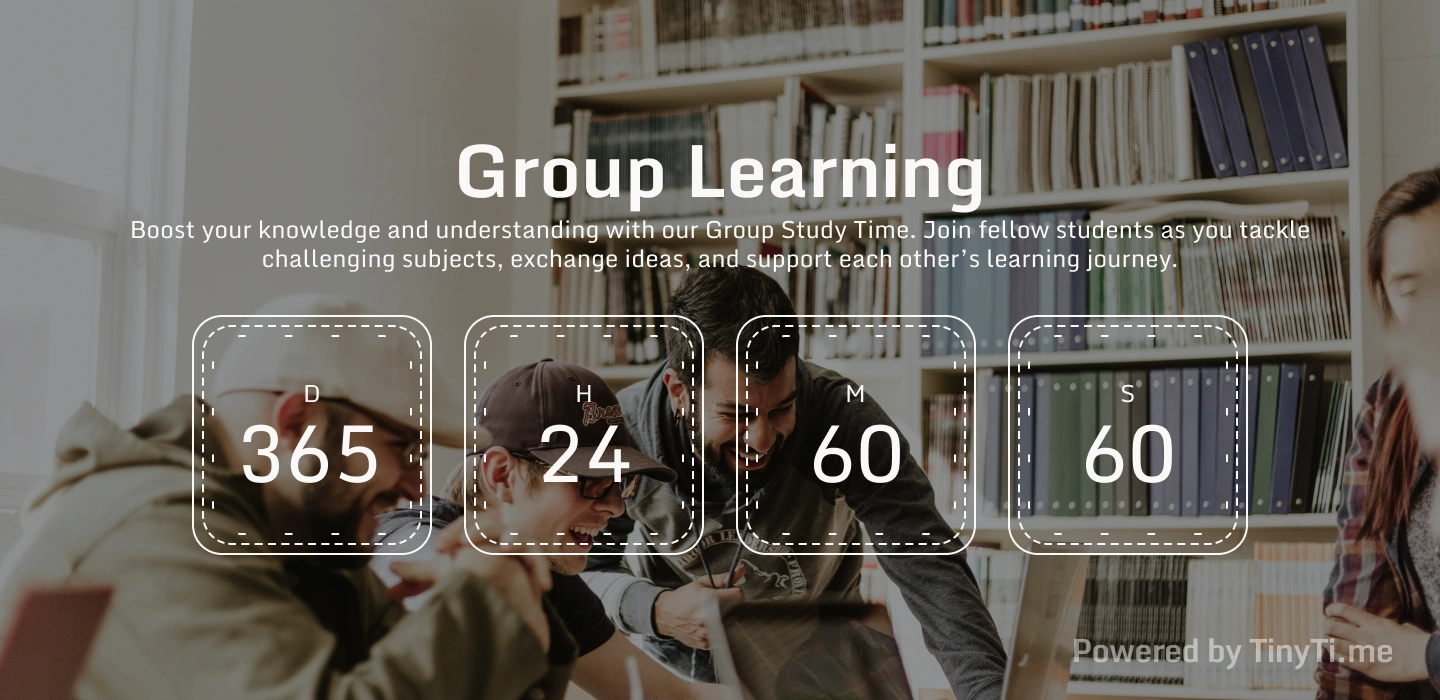 Group Learning
Boost your knowledge and understanding with our Group Study Time. Join fellow students as you tackle
challenging subjects, exchange ideas, and support each other’s learning journey.
D
H
M
S
365
24
60
60
Powered by TinyTi.me